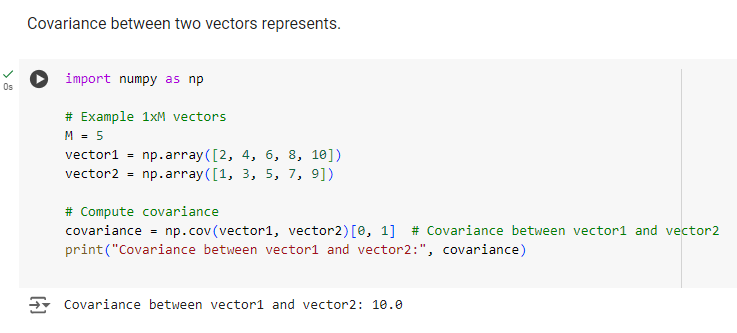 Covariance between two vectors represents.
0s
import numpy as np
# Example 1xM vectors
M = 5
vector1 = np.array([2, 4, 6, 8, 10])
vector2 = np.array([1, 3, 5, 7, 9])
# Compute covariance
covariance = np.cov(vector1, vector2)[0, 1]  # Covariance between vector1 and vector2
print("Covariance between vector1 and vector2:", covariance)
Covariance between vector1 and vector2: 10.0